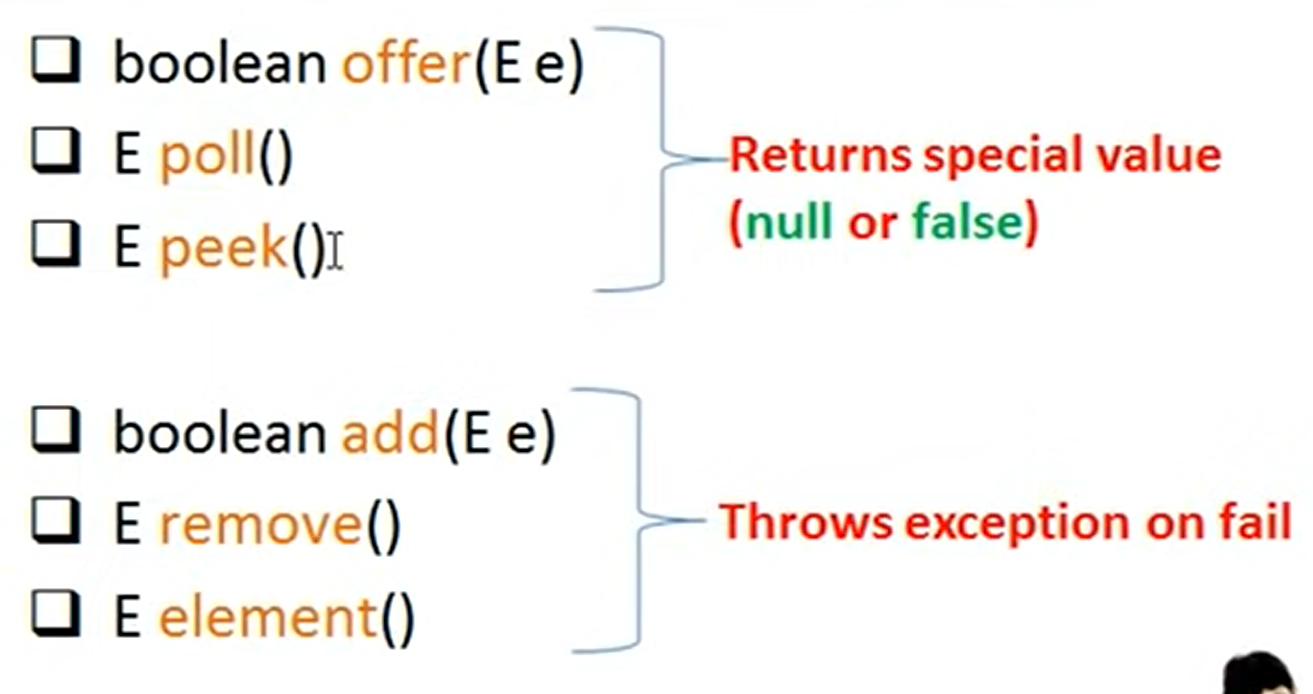 ❑ boolean offer(E e)
❑ E poll()
❑ E peek()
Returns special value
(null or false)
❑ boolean add(E e)
❑ E remove()
❑ E element()
Throws exception on fail